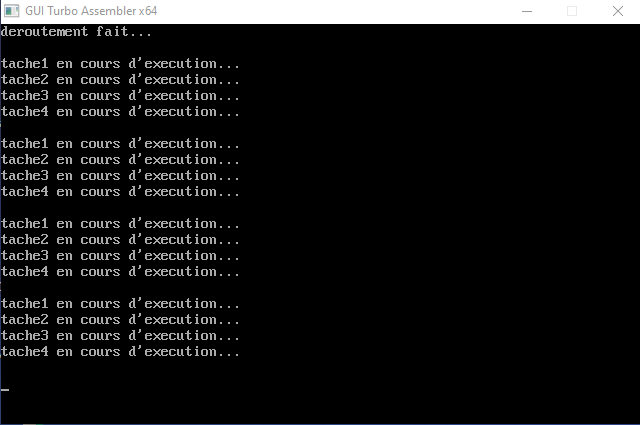 GUI Turbo Assembler x64
deroutement fait...
tache1 en cours d'execution...
tache2 en cours d'execution...
tache3 en cours d'execution...
tache4 en cours d'execution...
tache1 en cours d'execution...
tache2 en cours d'execution...
tache3 en cours d'execution...
tache4 en cours d'execution...
tache1 en cours d'execution...
tache2 en cours d'execution...
tache3 en cours d'execution...
tache4 en cours d'execution...
tache1 en cours d'execution...
tache2 en cours d'execution...
tache3 en cours d'execution...
tache4 en cours d'execution...